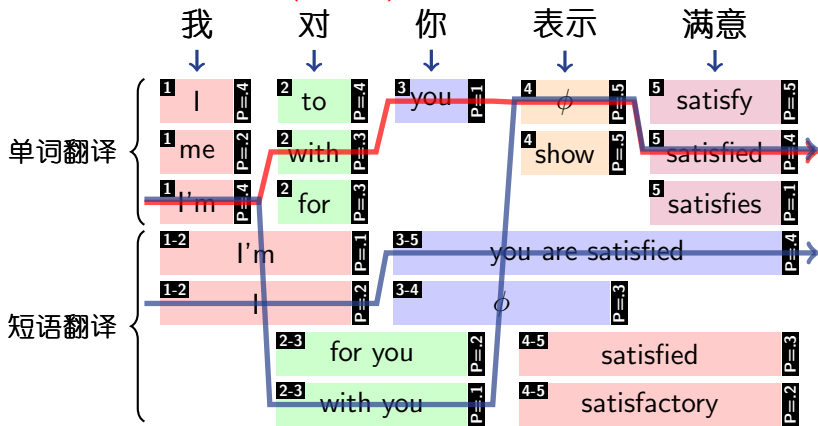 我 对 你 表示 满意
1 I P=.4 2 to P=.4 3 you P=1 4 ϕ P=.5 5 satisfy P=.5
单词翻译 1 me P=.2 2 with P=.3 4 show P=.5 5 satisfied P=.4
1 I'm P=.4 2 for P=.3 5 satisfies P=.1
1-2 I'm P=.1 3-5 you are satisfied P=.4
短语翻译 1-2 I P=.2 3-4 ϕ P=.3
2-3 for you P=.2 4-5 satisfied P=.3
2-3 with you P=.1 4-5 satisfactory P=.2